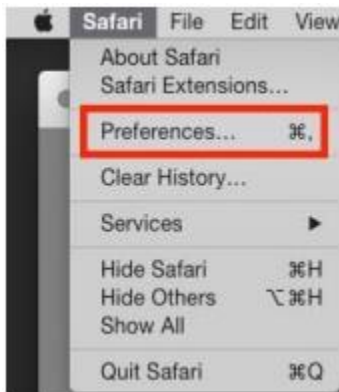 Safari File Edit View
About Safari
Safari Extensions...
Preferences... ⌘,
Clear History...
Services ▶
Hide Safari ⌘H
Hide Others ⌥⌘H
Show All
Quit Safari ⌘Q